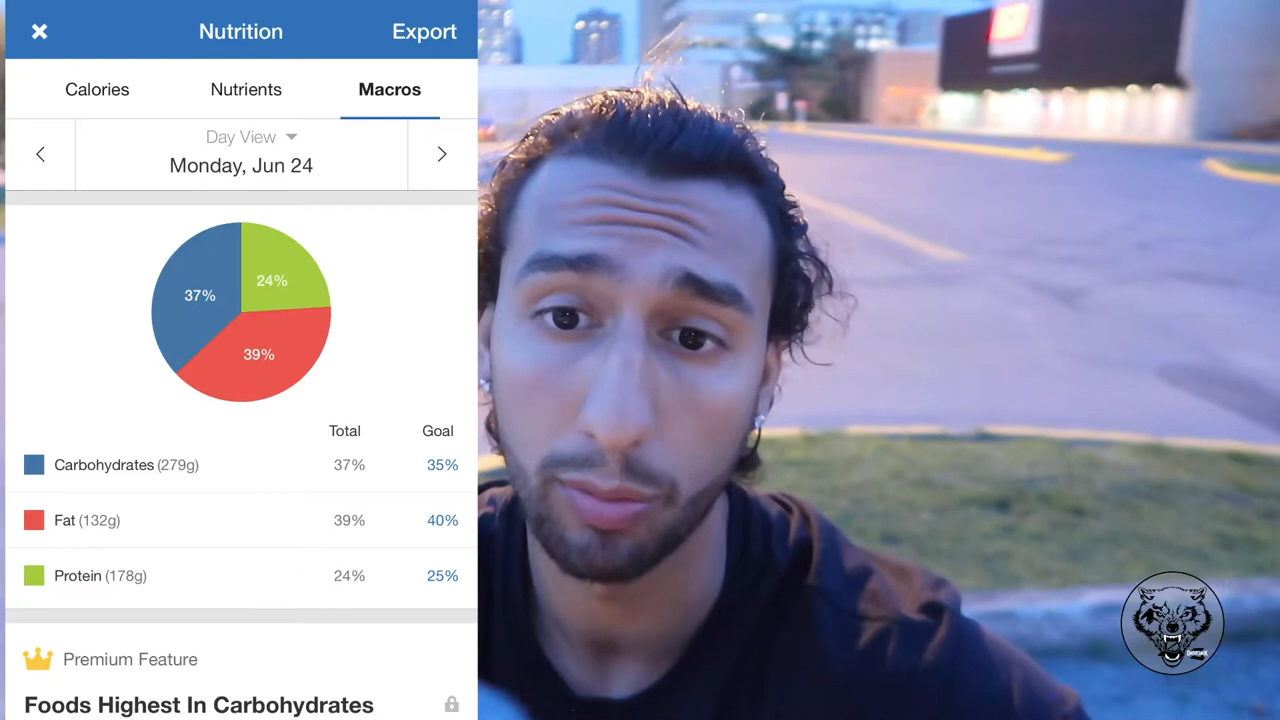 Nutrition
Export
Calories
Nutrients
Macros
Day View
Monday, Jun 24
24%
37%
39%
Total
Goal
Carbohydrates (279g)
37%
35%
Fat (132g)
39%
40%
Protein (178g)
24%
25%
Premium Feature
Foods Highest In Carbohydrates